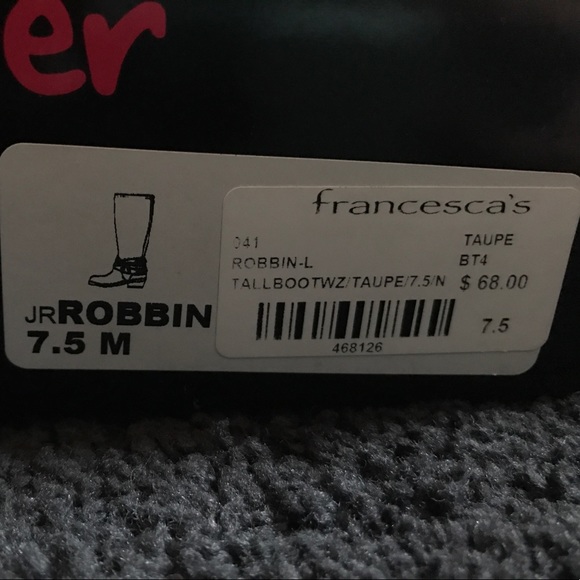 er
JRROBBIN
7.5 M
francesca's
041 TAUPE
ROBBIN-L BT4
TALLBOOTWZ/TAUPE/7.5/N $ 68.00
468126 7.5